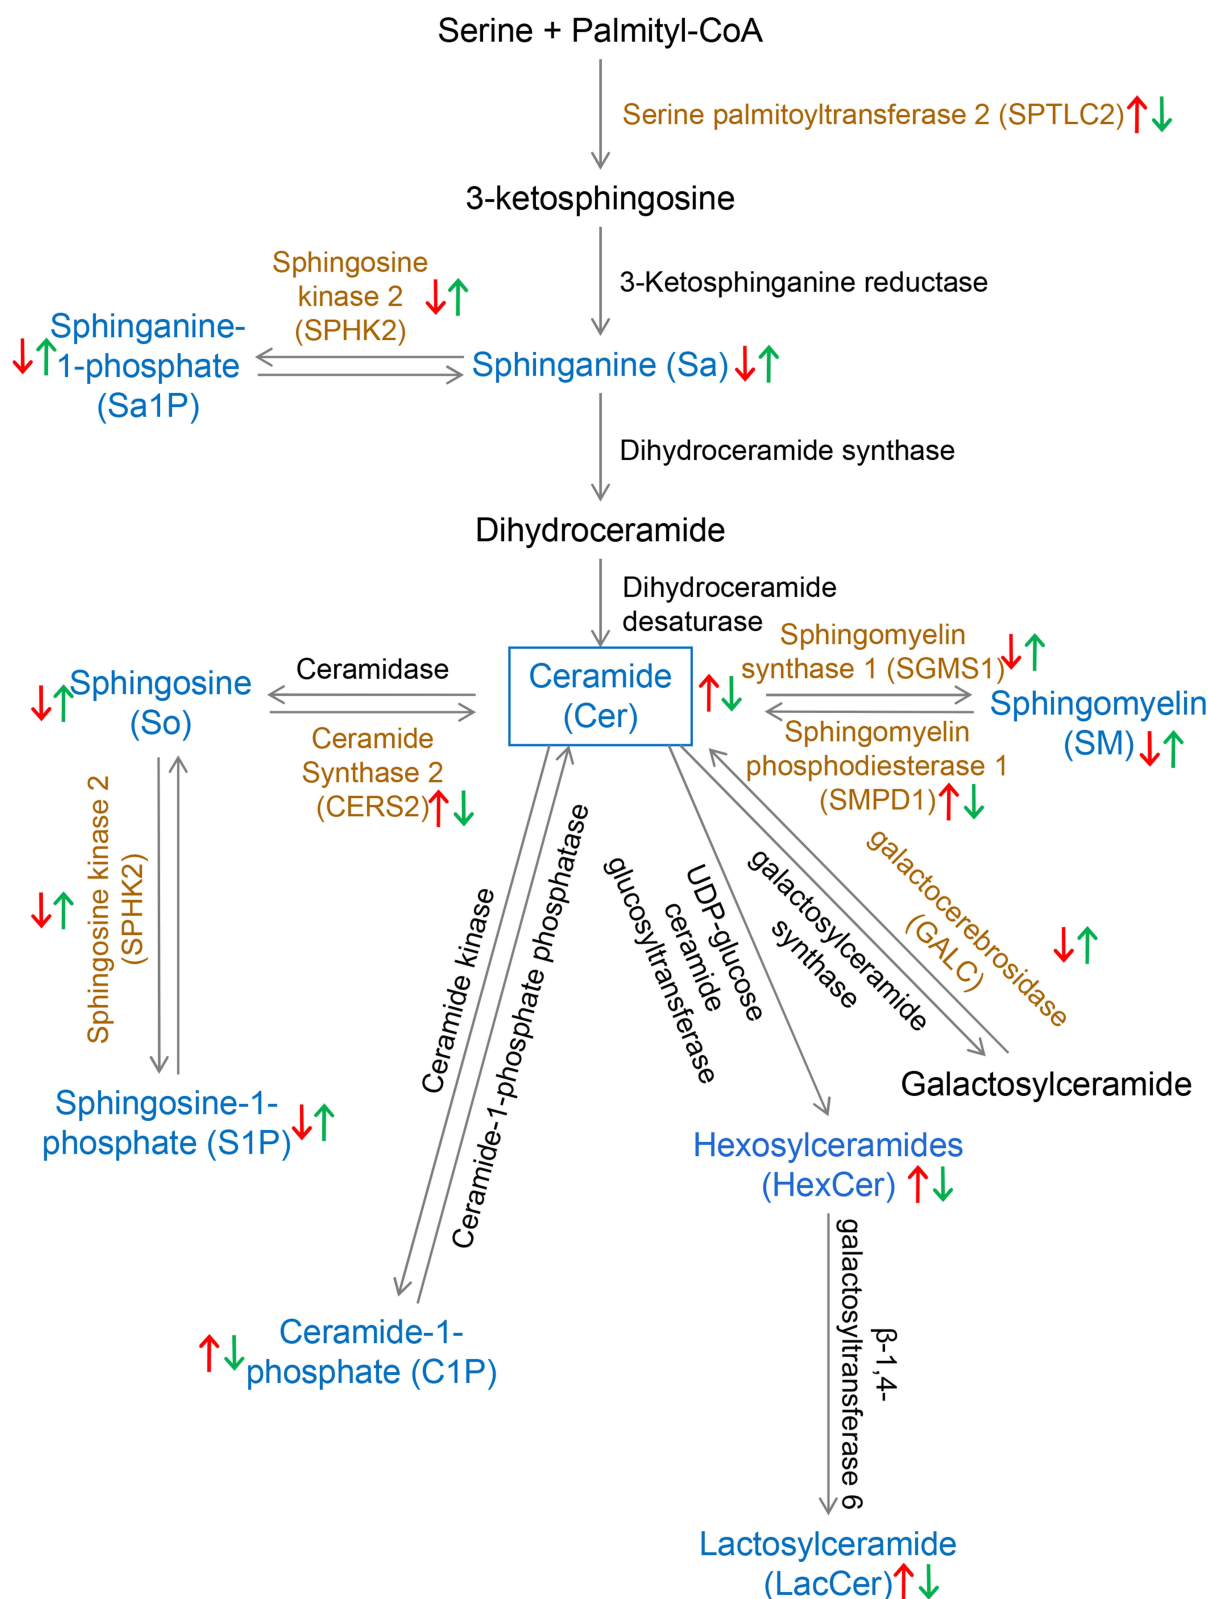 Serine + Palmityl-CoA
Serine palmitoyltransferase 2 (SPTLC2)
3-ketosphingosine
Sphingosine
kinase 2
(SPHK2)
3-Ketosphinganine reductase
Sphinganine-
1-phosphate
(Sa1P)
Sphinganine (Sa)
Dihydroceramide synthase
Dihydroceramide
Dihydroceramide
desaturase
Sphingosine
(So)
Ceramidase
Ceramide
Synthase 2
(CERS2)
Ceramide
(Cer)
Sphingomyelin
synthase 1 (SGMS1)
Sphingomyelin
(SM)
Sphingomyelin
phosphodiesterase 1
(SMPD1)
Sphingosine kinase 2
(SPHK2)
Ceramide kinase
Ceramide-1-phosphate phosphatase
UDP-glucose
ceramide
glucosyltransferase
galactosylceramide
synthase
galactocerebrosidase
(GALC)
Sphingosine-1-
phosphate (S1P)
Galactosylceramide
Hexosylceramides
(HexCer)
β-1,4-
galactosyltransferase 6
Ceramide-1-
phosphate (C1P)
Lactosylceramide
(LacCer)